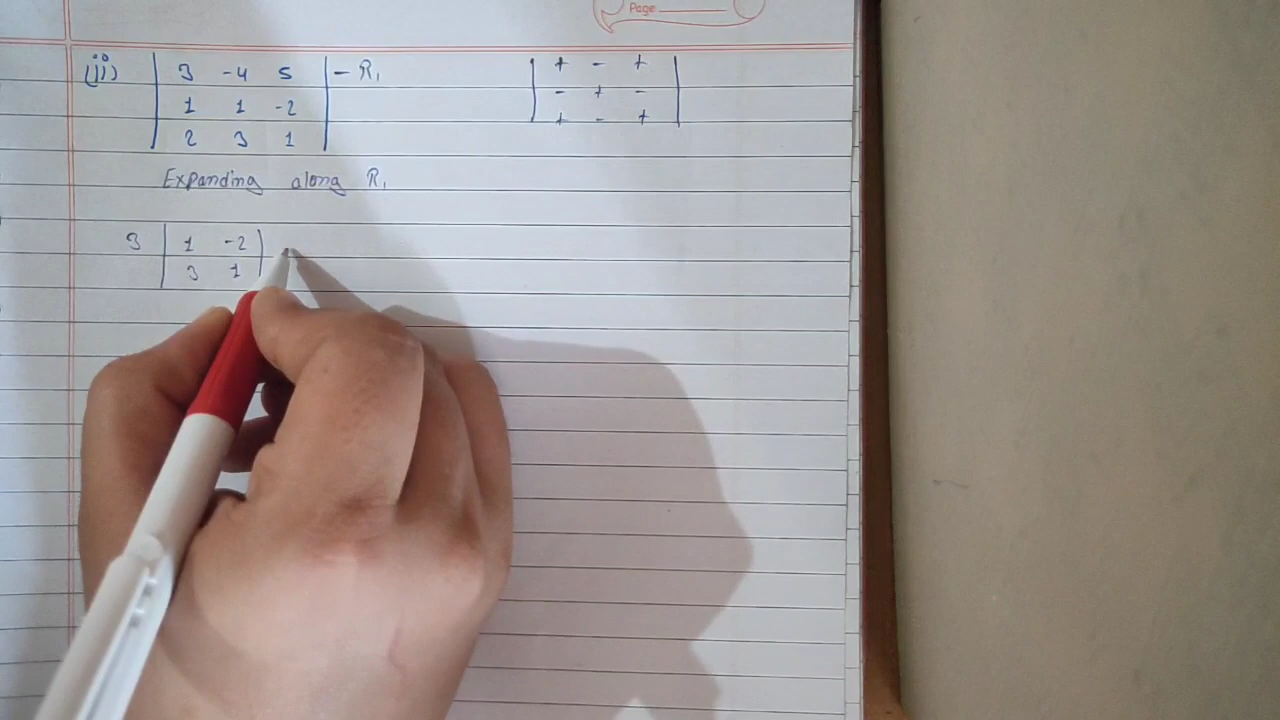 Page
(ii) | 3 -4 5 | - R₁ | + - + |
| 1 1 -2 | | - + - |
| 2 3 1 | | + - + |
Expanding along R₁
3 | 1 -2 |
| 3 1 |